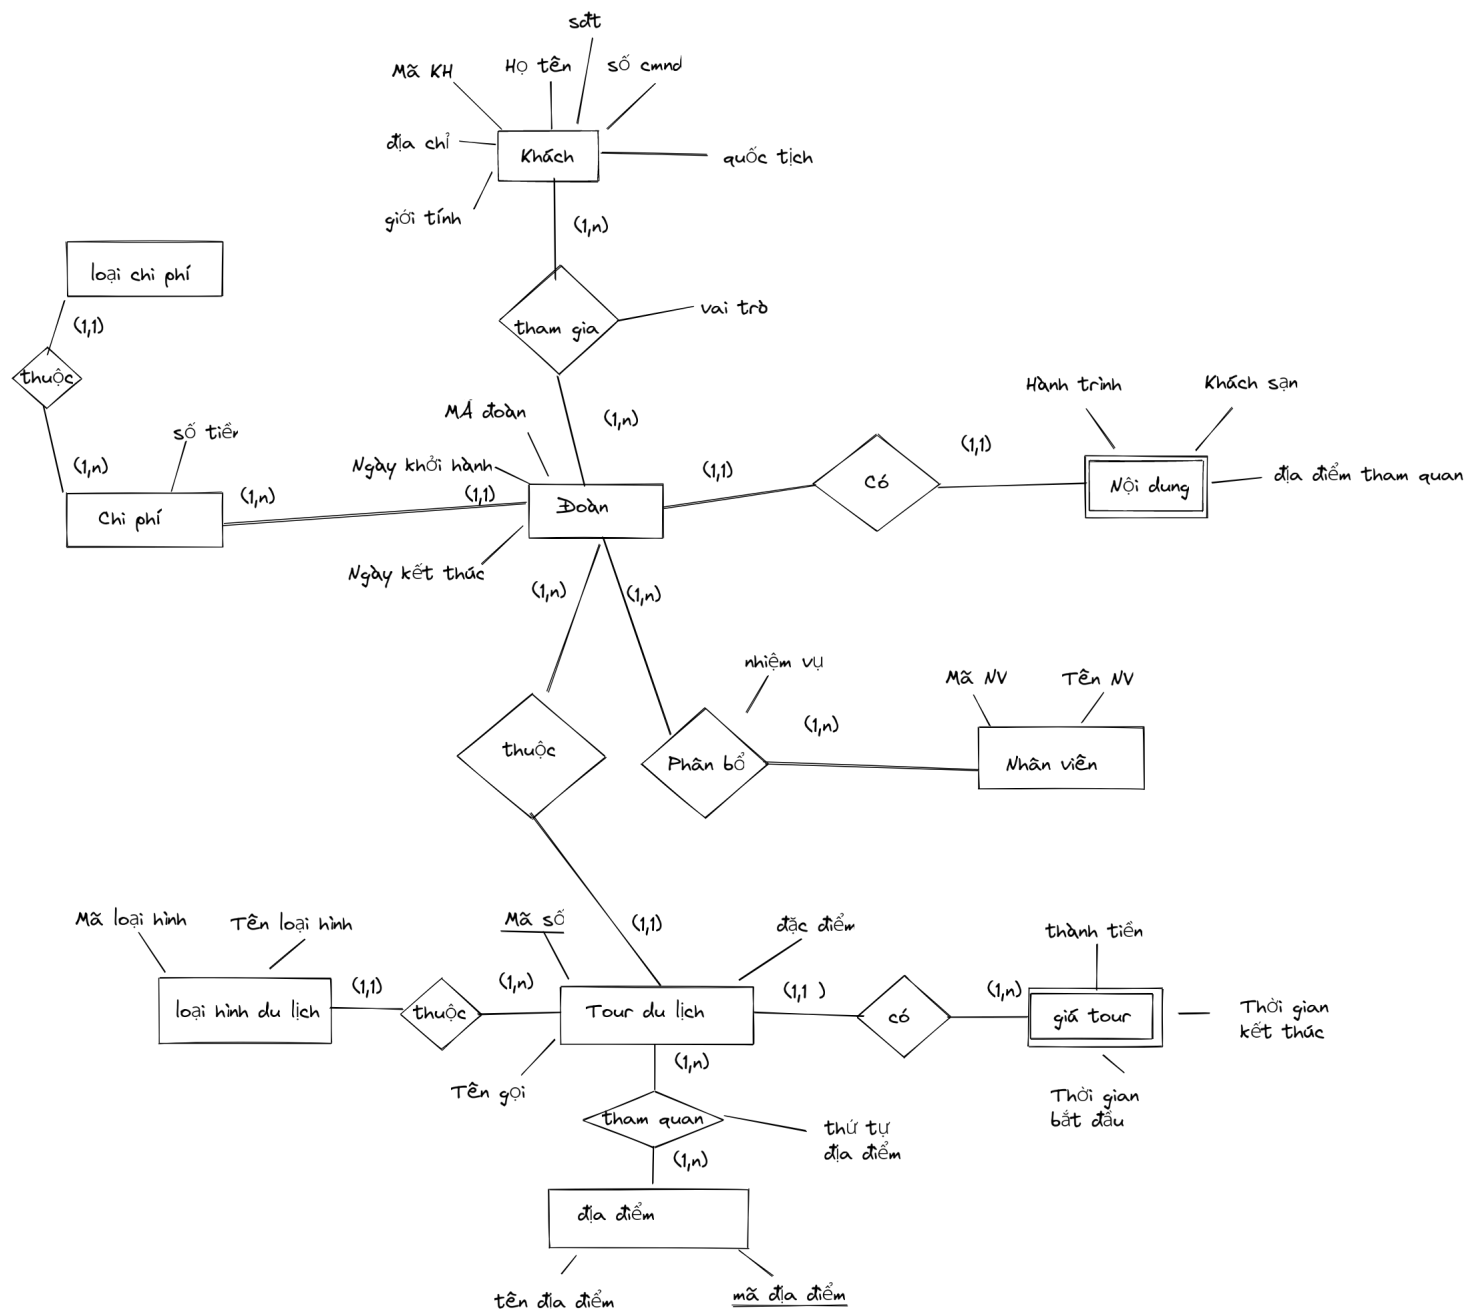 sđt
Mã KH
Họ tên
số cmnd
địa chỉ
Khách
quốc tịch
giới tính
(1,n)
loại chi phí
(1,1)
tham gia
vai trò
thuộc
Hành trình
Khách sạn
MÃ đoàn
(1,n)
số tiền
(1,1)
Ngày khởi hành
(1,n)
(1,1)
(1,n)
(1,1)
Có
Nội dung
địa điểm tham quan
Chi phí
Đoàn
Ngày kết thúc
(1,n)
(1,n)
nhiệm vụ
Mã NV
Tên NV
(1,n)
thuộc
Phân bổ
Nhân viên
Mã loại hình
Tên loại hình
Mã số
(1,1)
đặc điểm
thành tiền
(1,1)
(1,n)
(1,1 )
(1,n)
loại hình du lịch
thuộc
Tour du lịch
có
giá tour
Thời gian
kết thúc
(1,n)
Tên gọi
Thời gian
bắt đầu
tham quan
thứ tự
địa điểm
(1,n)
địa điểm
tên địa điểm
mã địa điểm